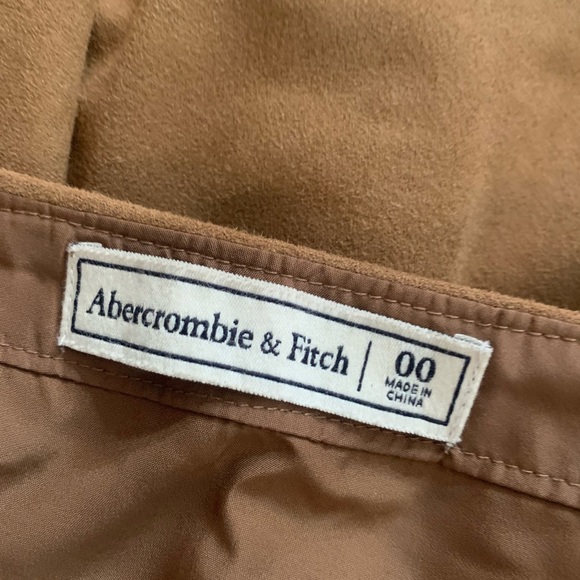 Abercrombie & Fitch | 00
MADE IN
CHINA